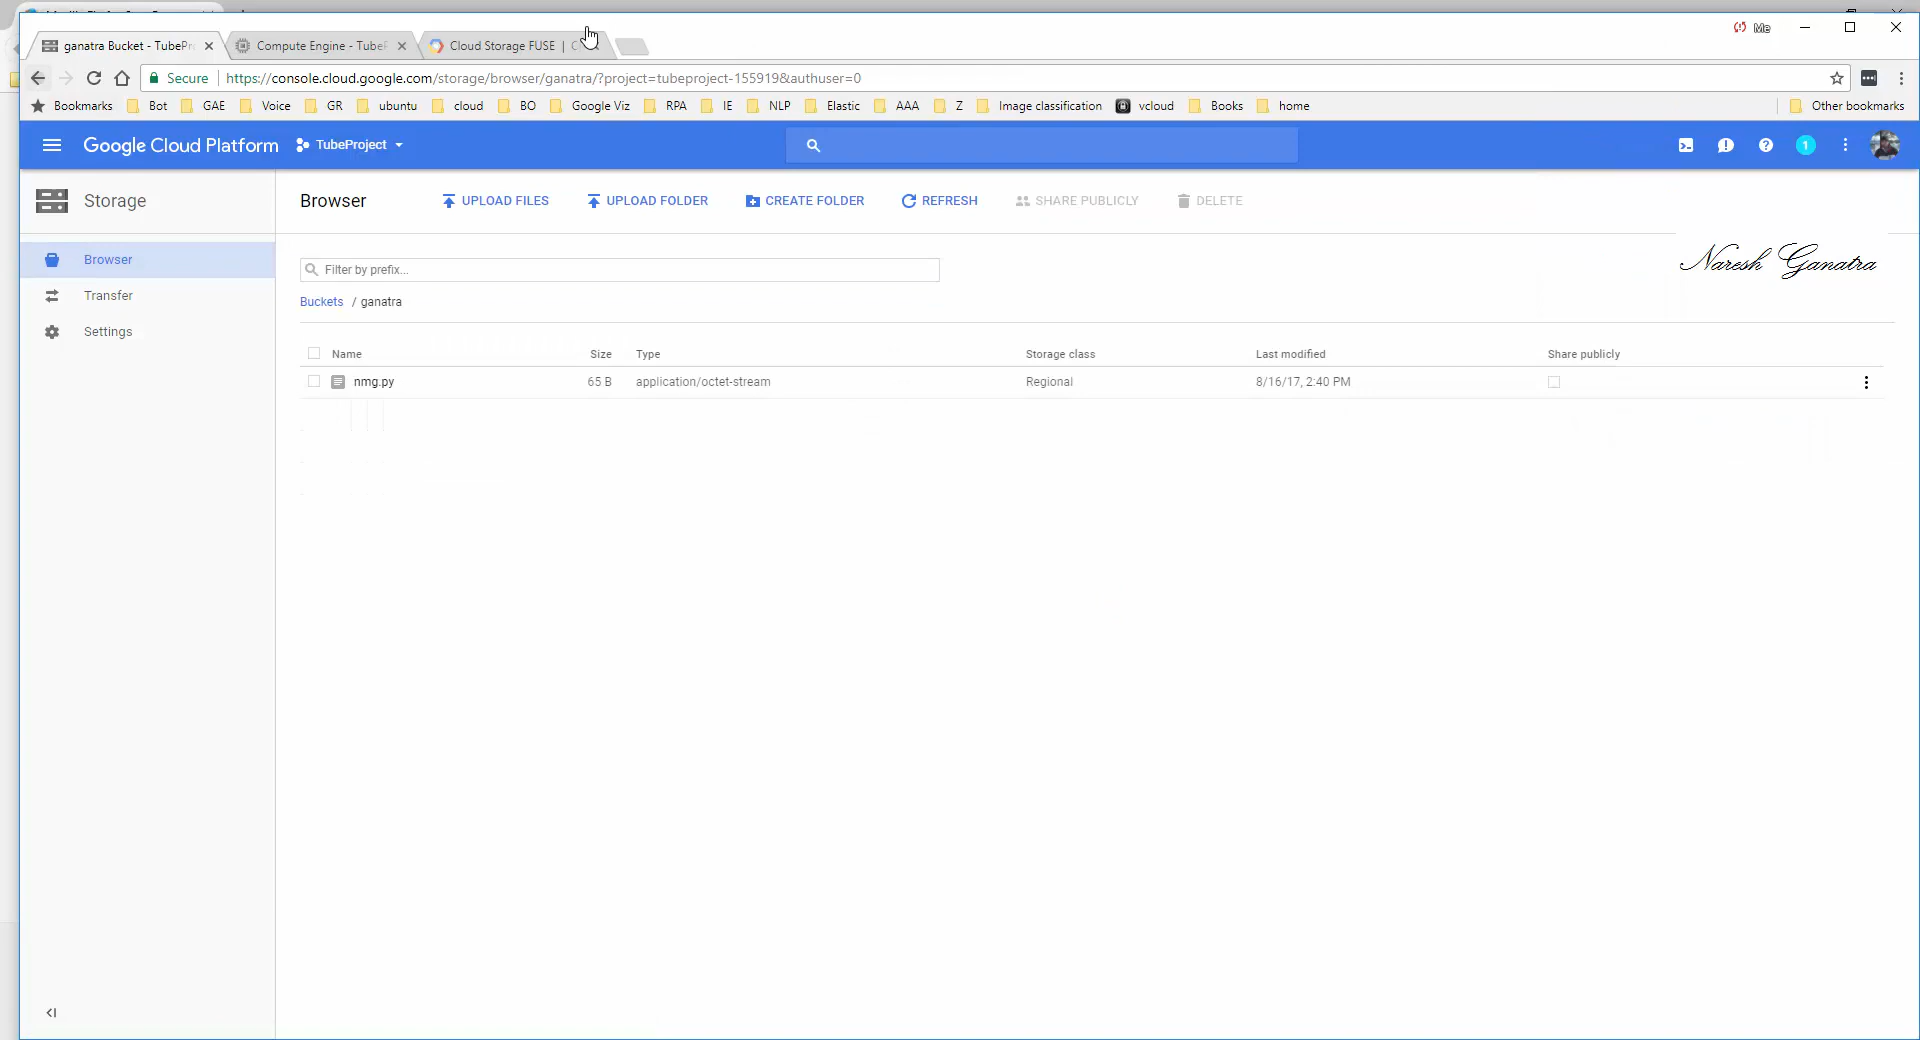 Me
ganatra Bucket - TubePr
Compute Engine - TubeP
Cloud Storage FUSE |
Secure
https://console.cloud.google.com/storage/browser/ganatra/?project=tubeproject-155919&authuser=0
Bookmarks Bot GAE Voice GR ubuntu cloud BO Google Viz RPA IE NLP Elastic AAA Z Image classification vcloud Books home Other bookmarks
Google Cloud Platform TubeProject 1
Storage
Browser UPLOAD FILES UPLOAD FOLDER CREATE FOLDER REFRESH SHARE PUBLICLY DELETE
Browser
Transfer
Settings
Naresh Ganatra
Filter by prefix...
Buckets / ganatra
Name Size Type Storage class Last modified Share publicly
nmg.py 65 B application/octet-stream Regional 8/16/17, 2:40 PM